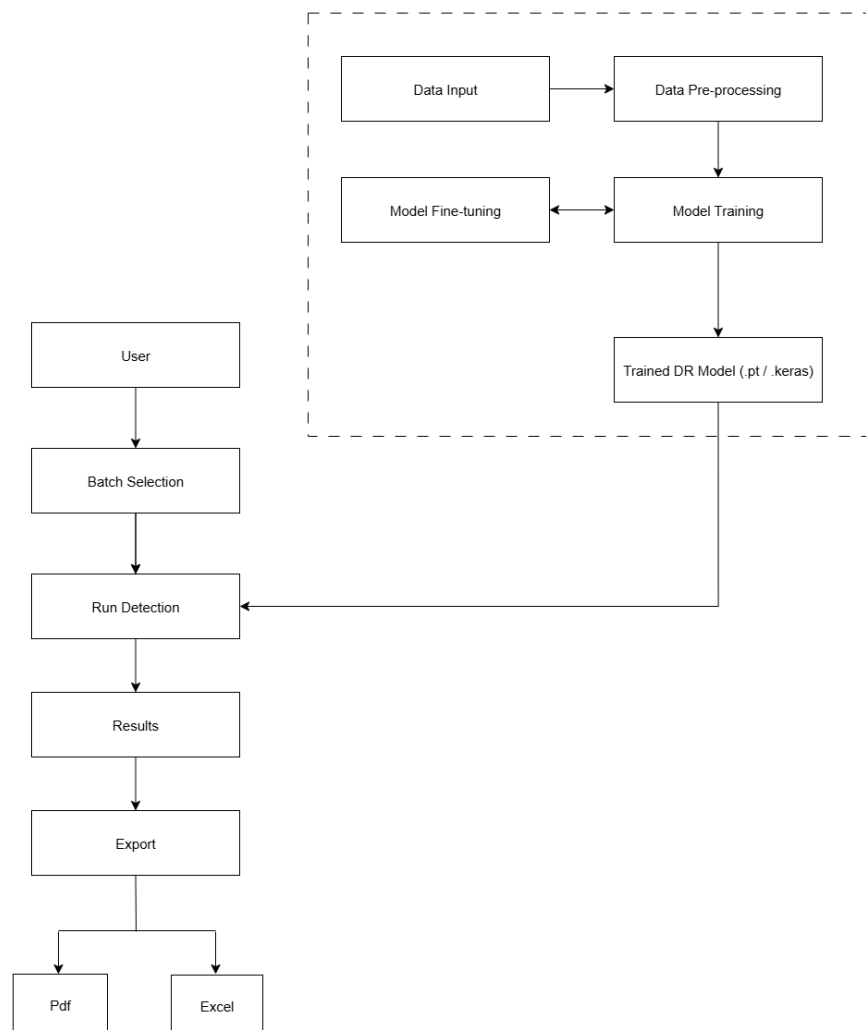 Data Input
Data Pre-processing
Model Fine-tuning
Model Training
User
Trained DR Model (.pt / .keras)
Batch Selection
Run Detection
Results
Export
Pdf
Excel